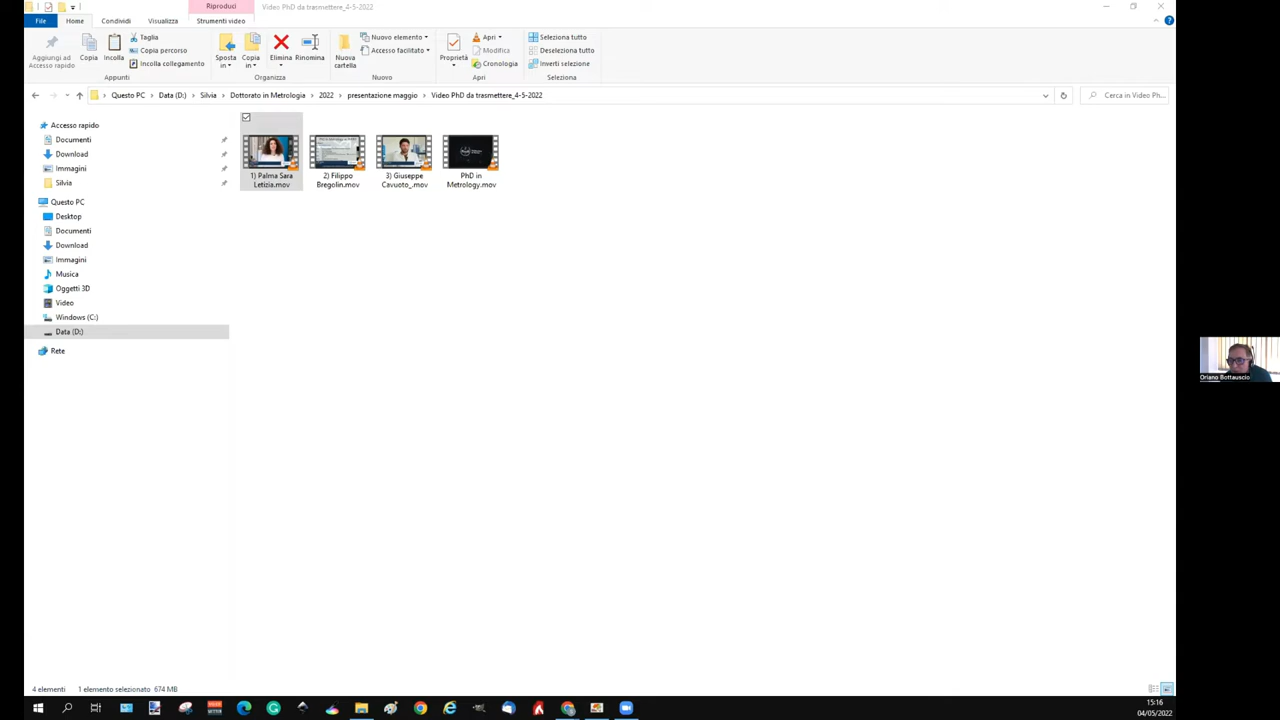 Riproduci
Video PhD da trasmettere_4-5-2022
File
Home
Condividi
Visualizza
Strumenti video
Aggiungi ad
Accesso rapido
Copia
Incolla
Taglia
Copia percorso
Incolla collegamento
Appunti
Sposta
in
Copia
in
Elimina
Rinomina
Organizza
Nuova
cartella
Nuovo elemento
Accesso facilitato
Nuovo
Proprietà
Apri
Modifica
Cronologia
Apri
Seleziona tutto
Deseleziona tutto
Inverti selezione
Seleziona
Questo PC > Data (D:) > Silvia > Dottorato in Metrologia > 2022 > presentazione maggio > Video PhD da trasmettere_4-5-2022
Cerca in Video Ph...
Accesso rapido
Documenti
Download
Immagini
Silvia
Questo PC
Desktop
Documenti
Download
Immagini
Musica
Oggetti 3D
Video
Windows (C:)
Data (D:)
Rete
1) Palma Sara
Letizia.mov
2) Filippo
Bregolin.mov
3) Giuseppe
Cavuoto_.mov
PhD in
Metrology.mov
Oriano Bottauscio
4 elementi
1 elemento selezionato 674 MB
15:16
04/05/2022